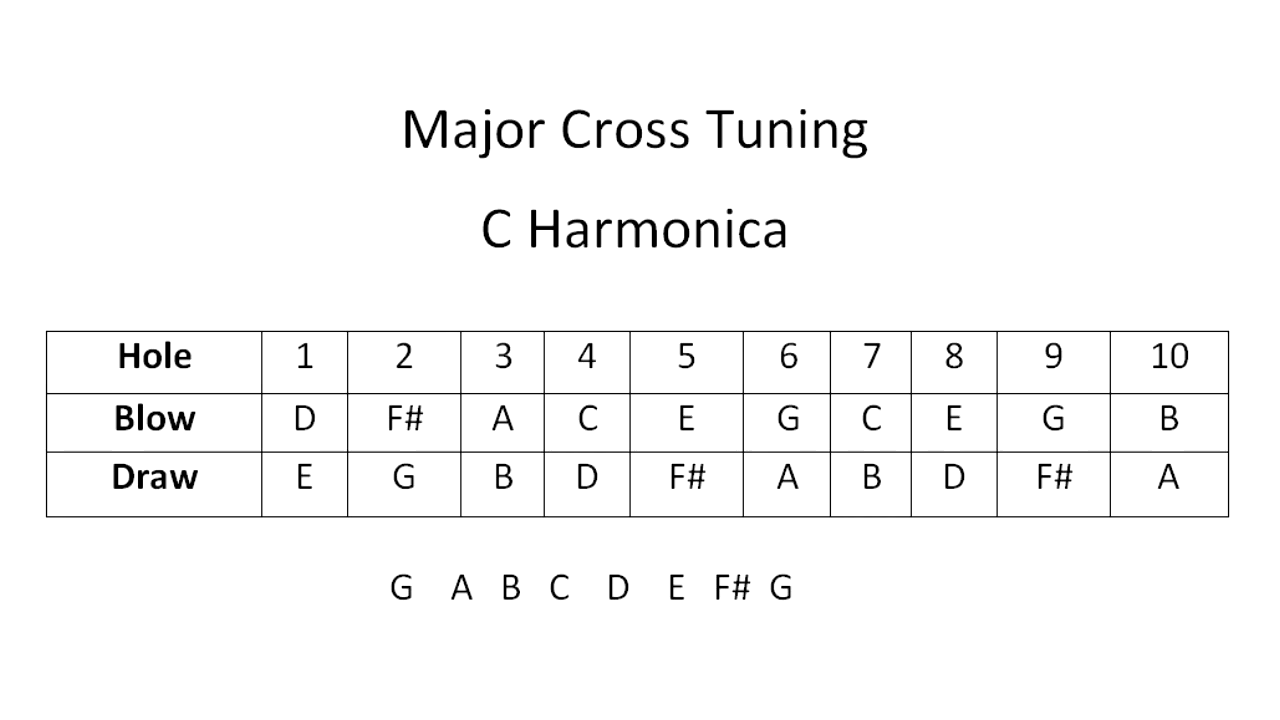 Major Cross Tuning
C Harmonica
Hole 1 2 3 4 5 6 7 8 9 10
Blow D F# A C E G C E G B
Draw E G B D F# A B D F# A
G A B C D E F# G